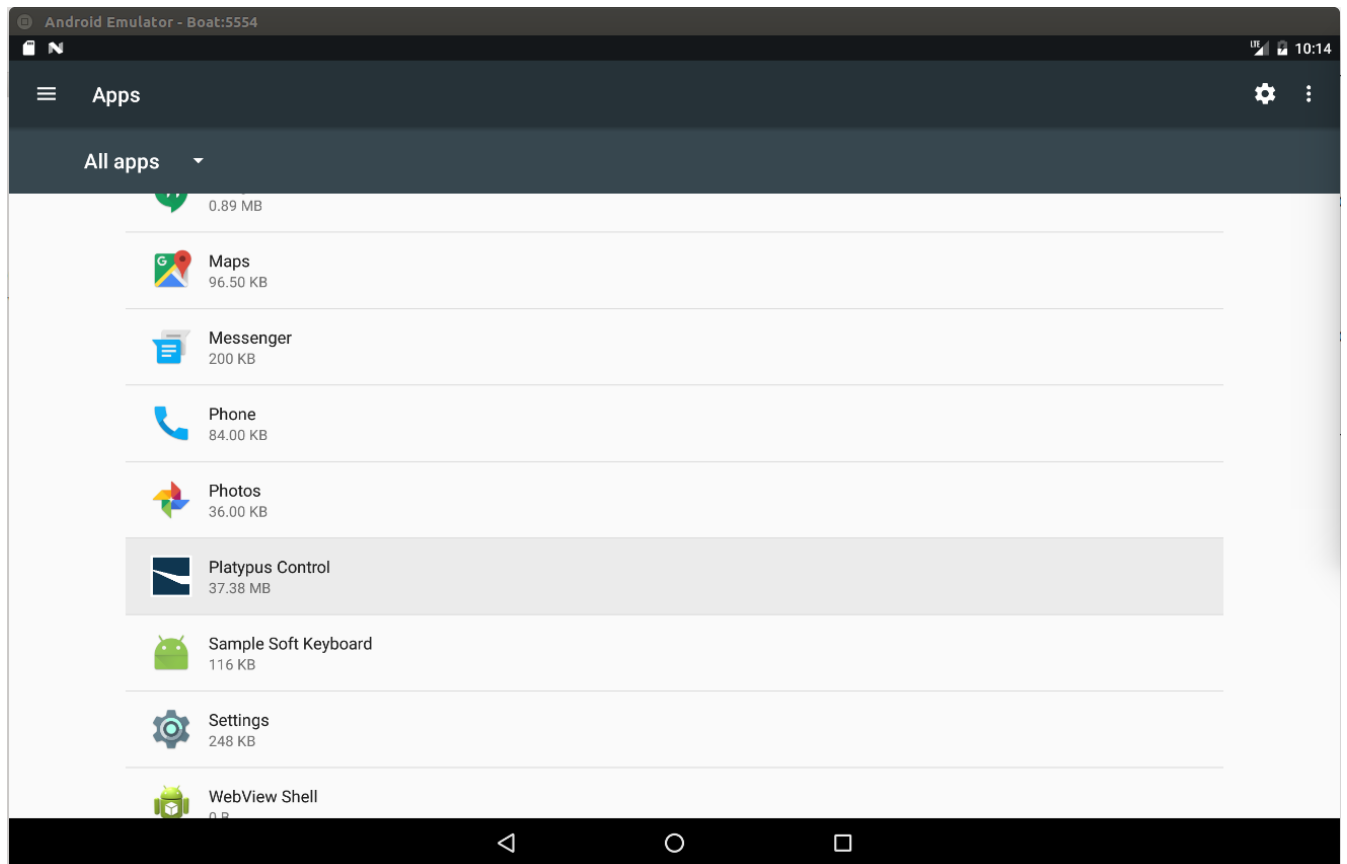 Android Emulator - Boat:5554
LTE 10:14
Apps
All apps
0.89 MB
Maps
96.50 KB
Messenger
200 KB
Phone
84.00 KB
Photos
36.00 KB
Platypus Control
37.38 MB
Sample Soft Keyboard
116 KB
Settings
248 KB
WebView Shell
0 B